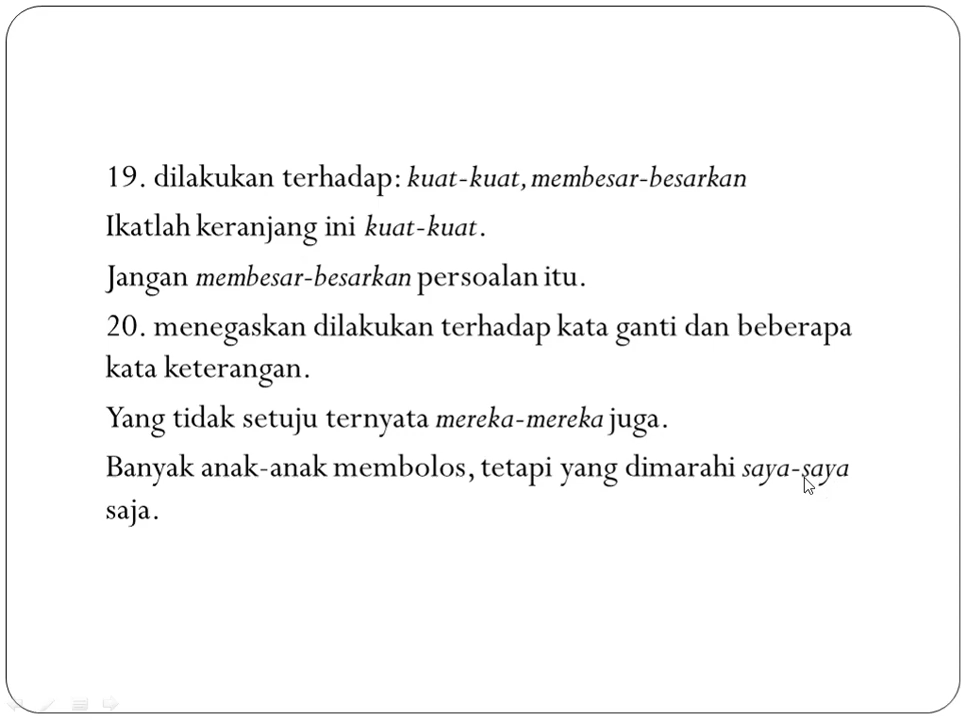 19. dilakukan terhadap: kuat-kuat, membesar-besarkan
Ikatlah keranjang ini kuat-kuat.
Jangan membesar-besarkan persoalan itu.
20. menegaskan dilakukan terhadap kata ganti dan beberapa
kata keterangan.
Yang tidak setuju ternyata mereka-mereka juga.
Banyak anak-anak membolos, tetapi yang dimarahi saya-saya
saja.